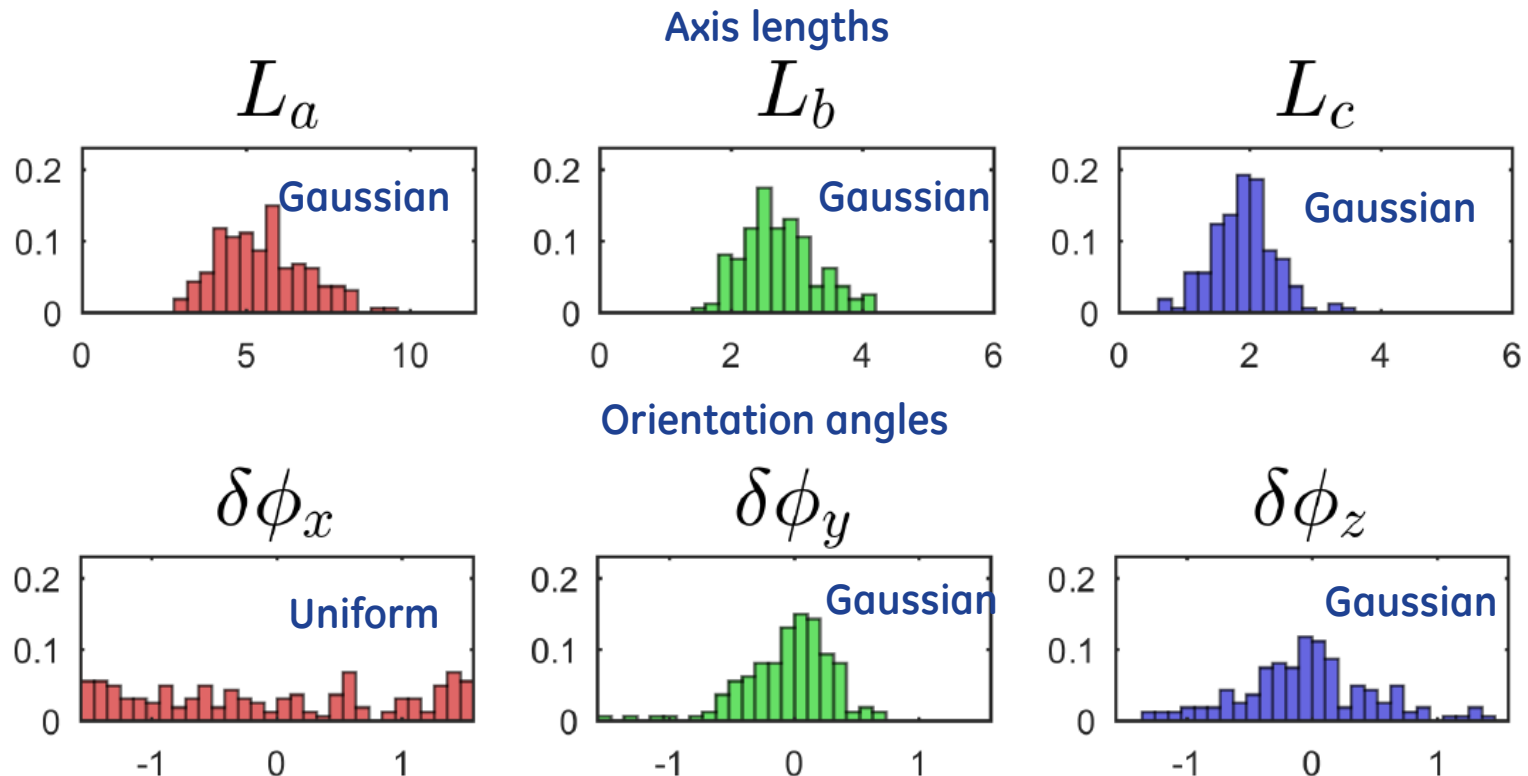 Axis lengths
L_a L_b L_c
0.2 Gaussian 0.2 Gaussian 0.2 Gaussian
0.1 0.1 0.1
0 0 0
0 5 10 0 2 4 6 0 2 4 6
Orientation angles
δϕ_x δϕ_y δϕ_z
0.2 Uniform 0.2 Gaussian 0.2 Gaussian
0.1 0.1 0.1
0 0 0
-1 0 1 -1 0 1 -1 0 1